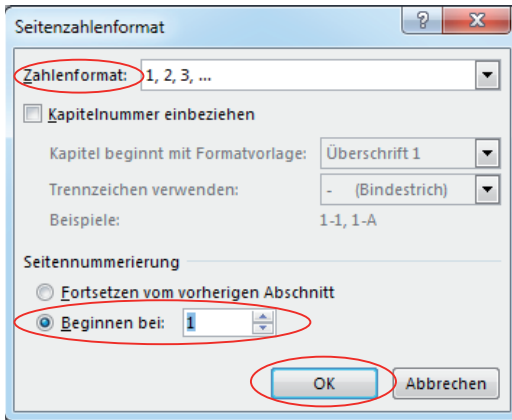 Seitenzahlenformat
Zahlenformat: 1, 2, 3, ...
Kapitelnummer einbeziehen
Kapitel beginnt mit Formatvorlage: Überschrift 1
Trennzeichen verwenden: - (Bindestrich)
Beispiele: 1-1, 1-A
Seitennummerierung
Fortsetzen vom vorherigen Abschnitt
Beginnen bei: 1
OK Abbrechen